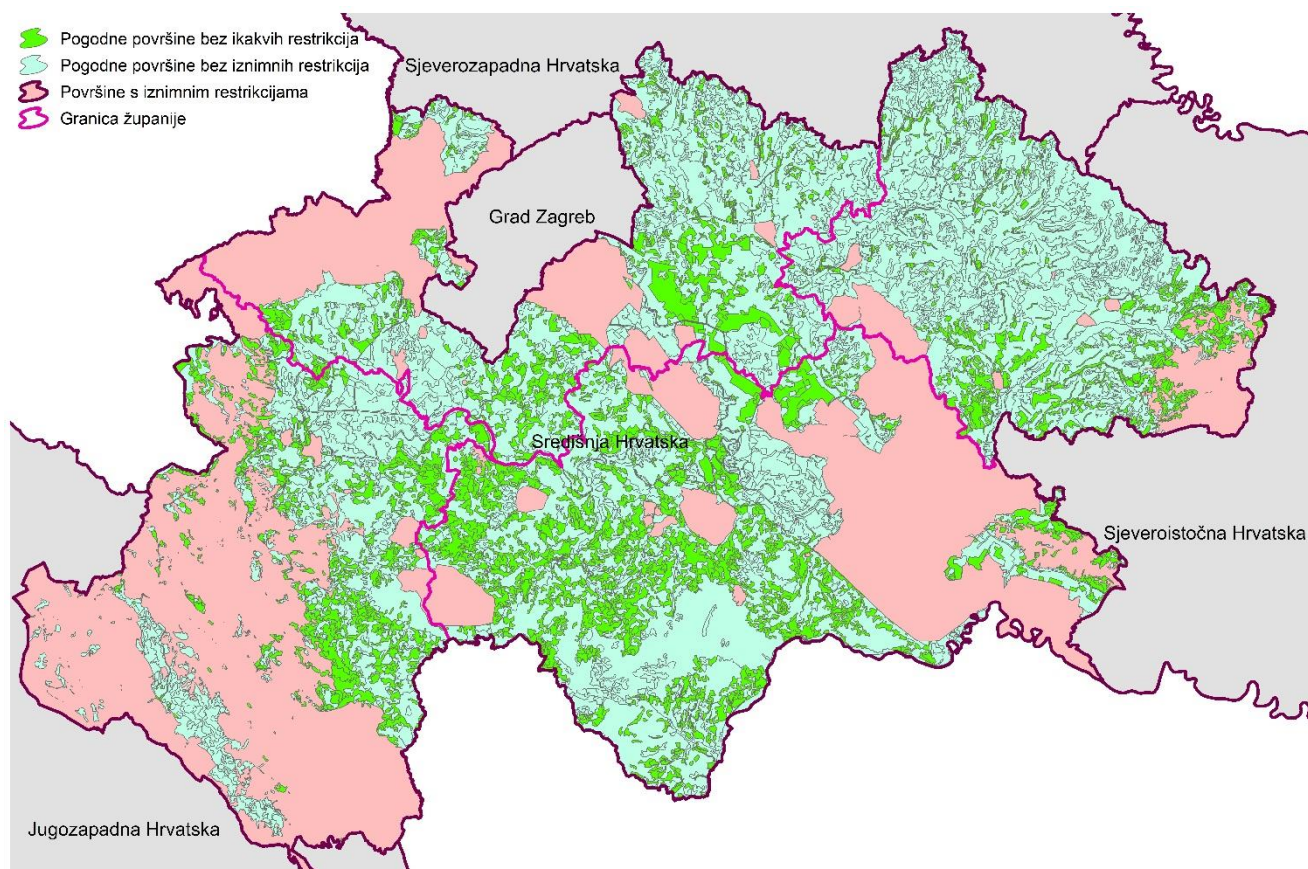 Pogodne površine bez ikakvih restrikcija
Pogodne površine bez iznimnih restrikcija
Površine s iznimnim restrikcijama
Granica županije
Sjeverozapadna Hrvatska
Grad Zagreb
Središnja Hrvatska
Sjeveroistočna Hrvatska
Jugozapadna Hrvatska